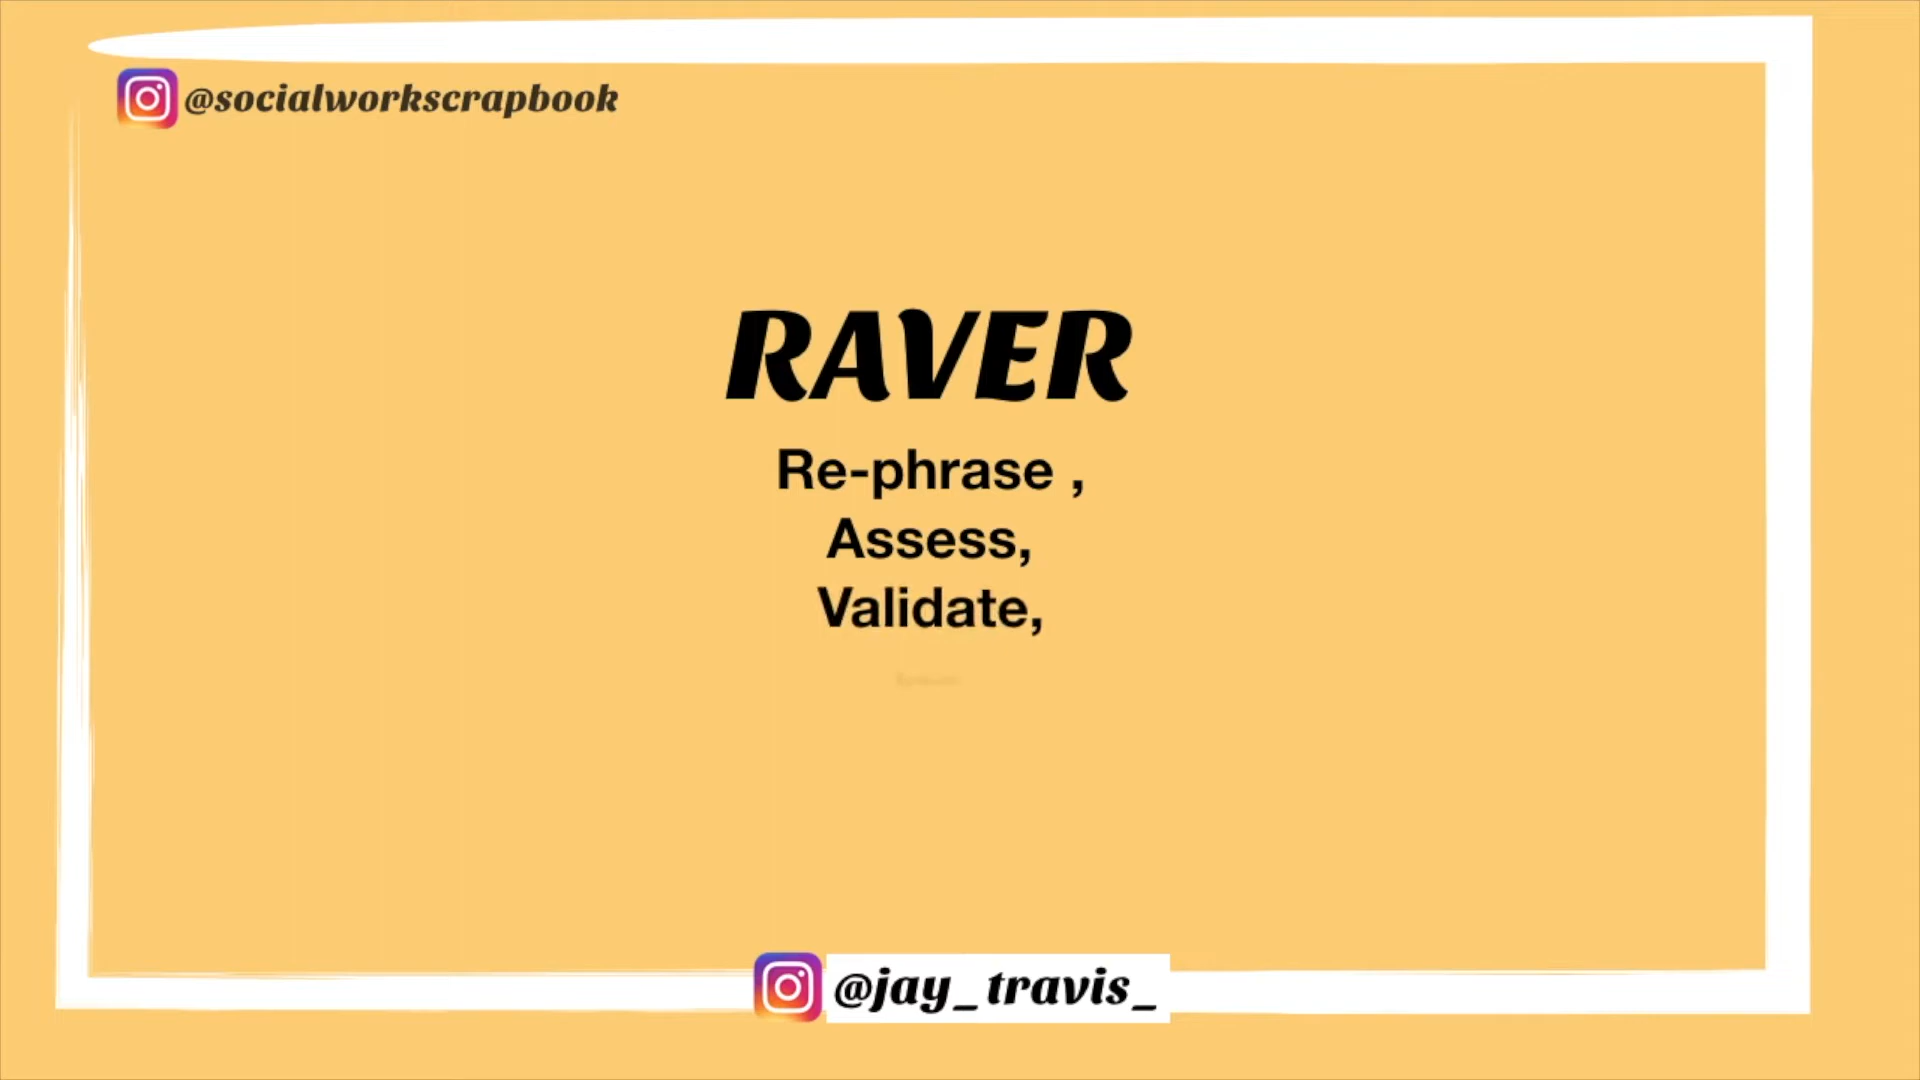 @socialworkscrapbook
RAVER
Re-phrase ,
Assess,
Validate,
@jay_travis_